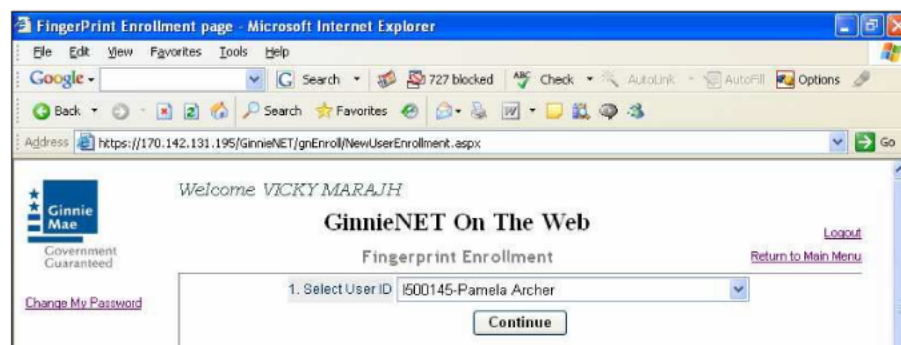 FingerPrint Enrollment page - Microsoft Internet Explorer
File Edit View Favorites Tools Help
Google Search 727 blocked ABC Check AutoLink AutoFill Options
Back Search Favorites W
Address https://170.142.131.195/GinnieNET/gnEnroll/NewUserEnrollment.aspx Go
Welcome VICKY MARAJH
Ginnie
Mae
Government
Guaranteed
GinnieNET On The Web
Logout
Fingerprint Enrollment
Return to Main Menu
Change My Password
1. Select User ID I500145-Pamela Archer
Continue